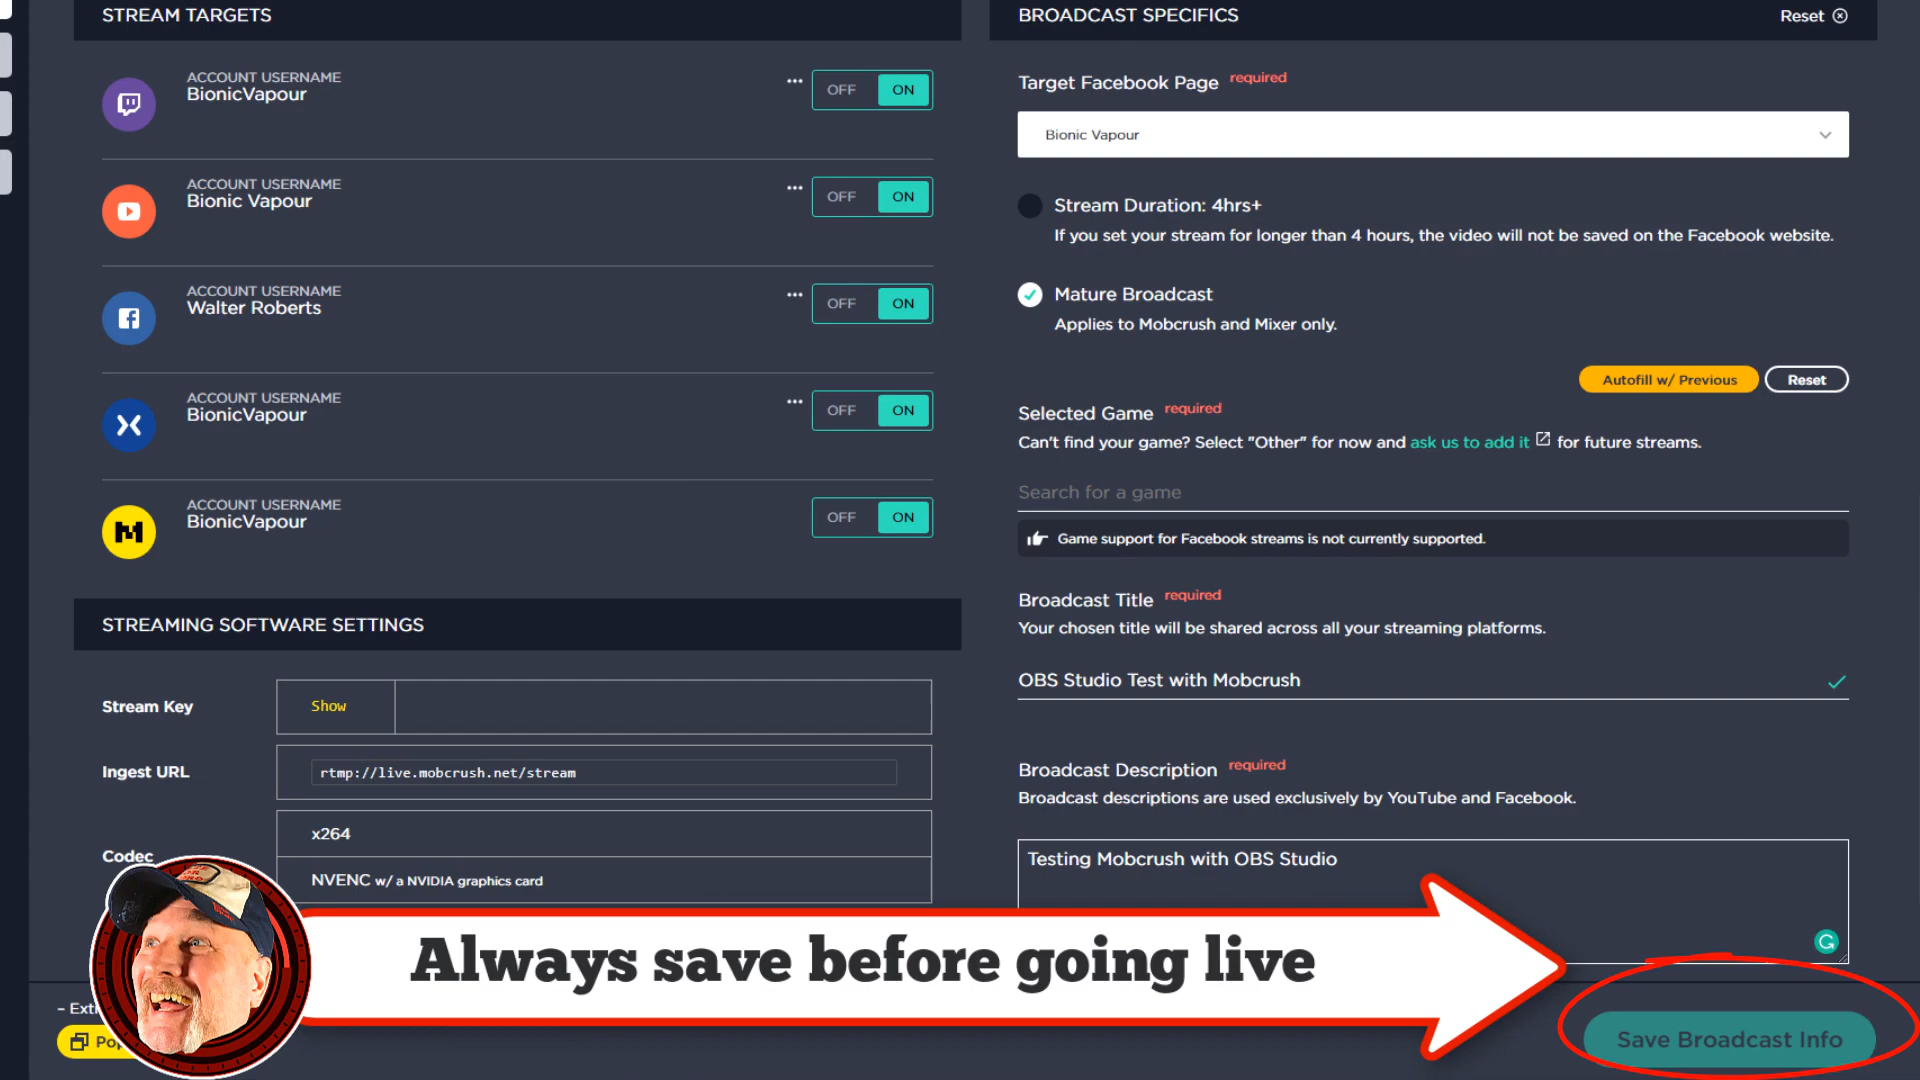 STREAM TARGETS
ACCOUNT USERNAME
BionicVapour
OFF ON
ACCOUNT USERNAME
Bionic Vapour
OFF ON
ACCOUNT USERNAME
Walter Roberts
OFF ON
ACCOUNT USERNAME
BionicVapour
OFF ON
ACCOUNT USERNAME
BionicVapour
OFF ON
STREAMING SOFTWARE SETTINGS
Stream Key Show
Ingest URL rtmp://live.mobcrush.net/stream
Codec
x264
NVENC w/ a NVIDIA graphics card
BROADCAST SPECIFICS Reset
Target Facebook Page required
Bionic Vapour
Stream Duration: 4hrs+
If you set your stream for longer than 4 hours, the video will not be saved on the Facebook website.
Mature Broadcast
Applies to Mobcrush and Mixer only.
Autofill w/ Previous Reset
Selected Game required
Can't find your game? Select "Other" for now and ask us to add it for future streams.
Search for a game
Game support for Facebook streams is not currently supported.
Broadcast Title required
Your chosen title will be shared across all your streaming platforms.
OBS Studio Test with Mobcrush
Broadcast Description required
Broadcast descriptions are used exclusively by YouTube and Facebook.
Testing Mobcrush with OBS Studio
Always save before going live
Save Broadcast Info